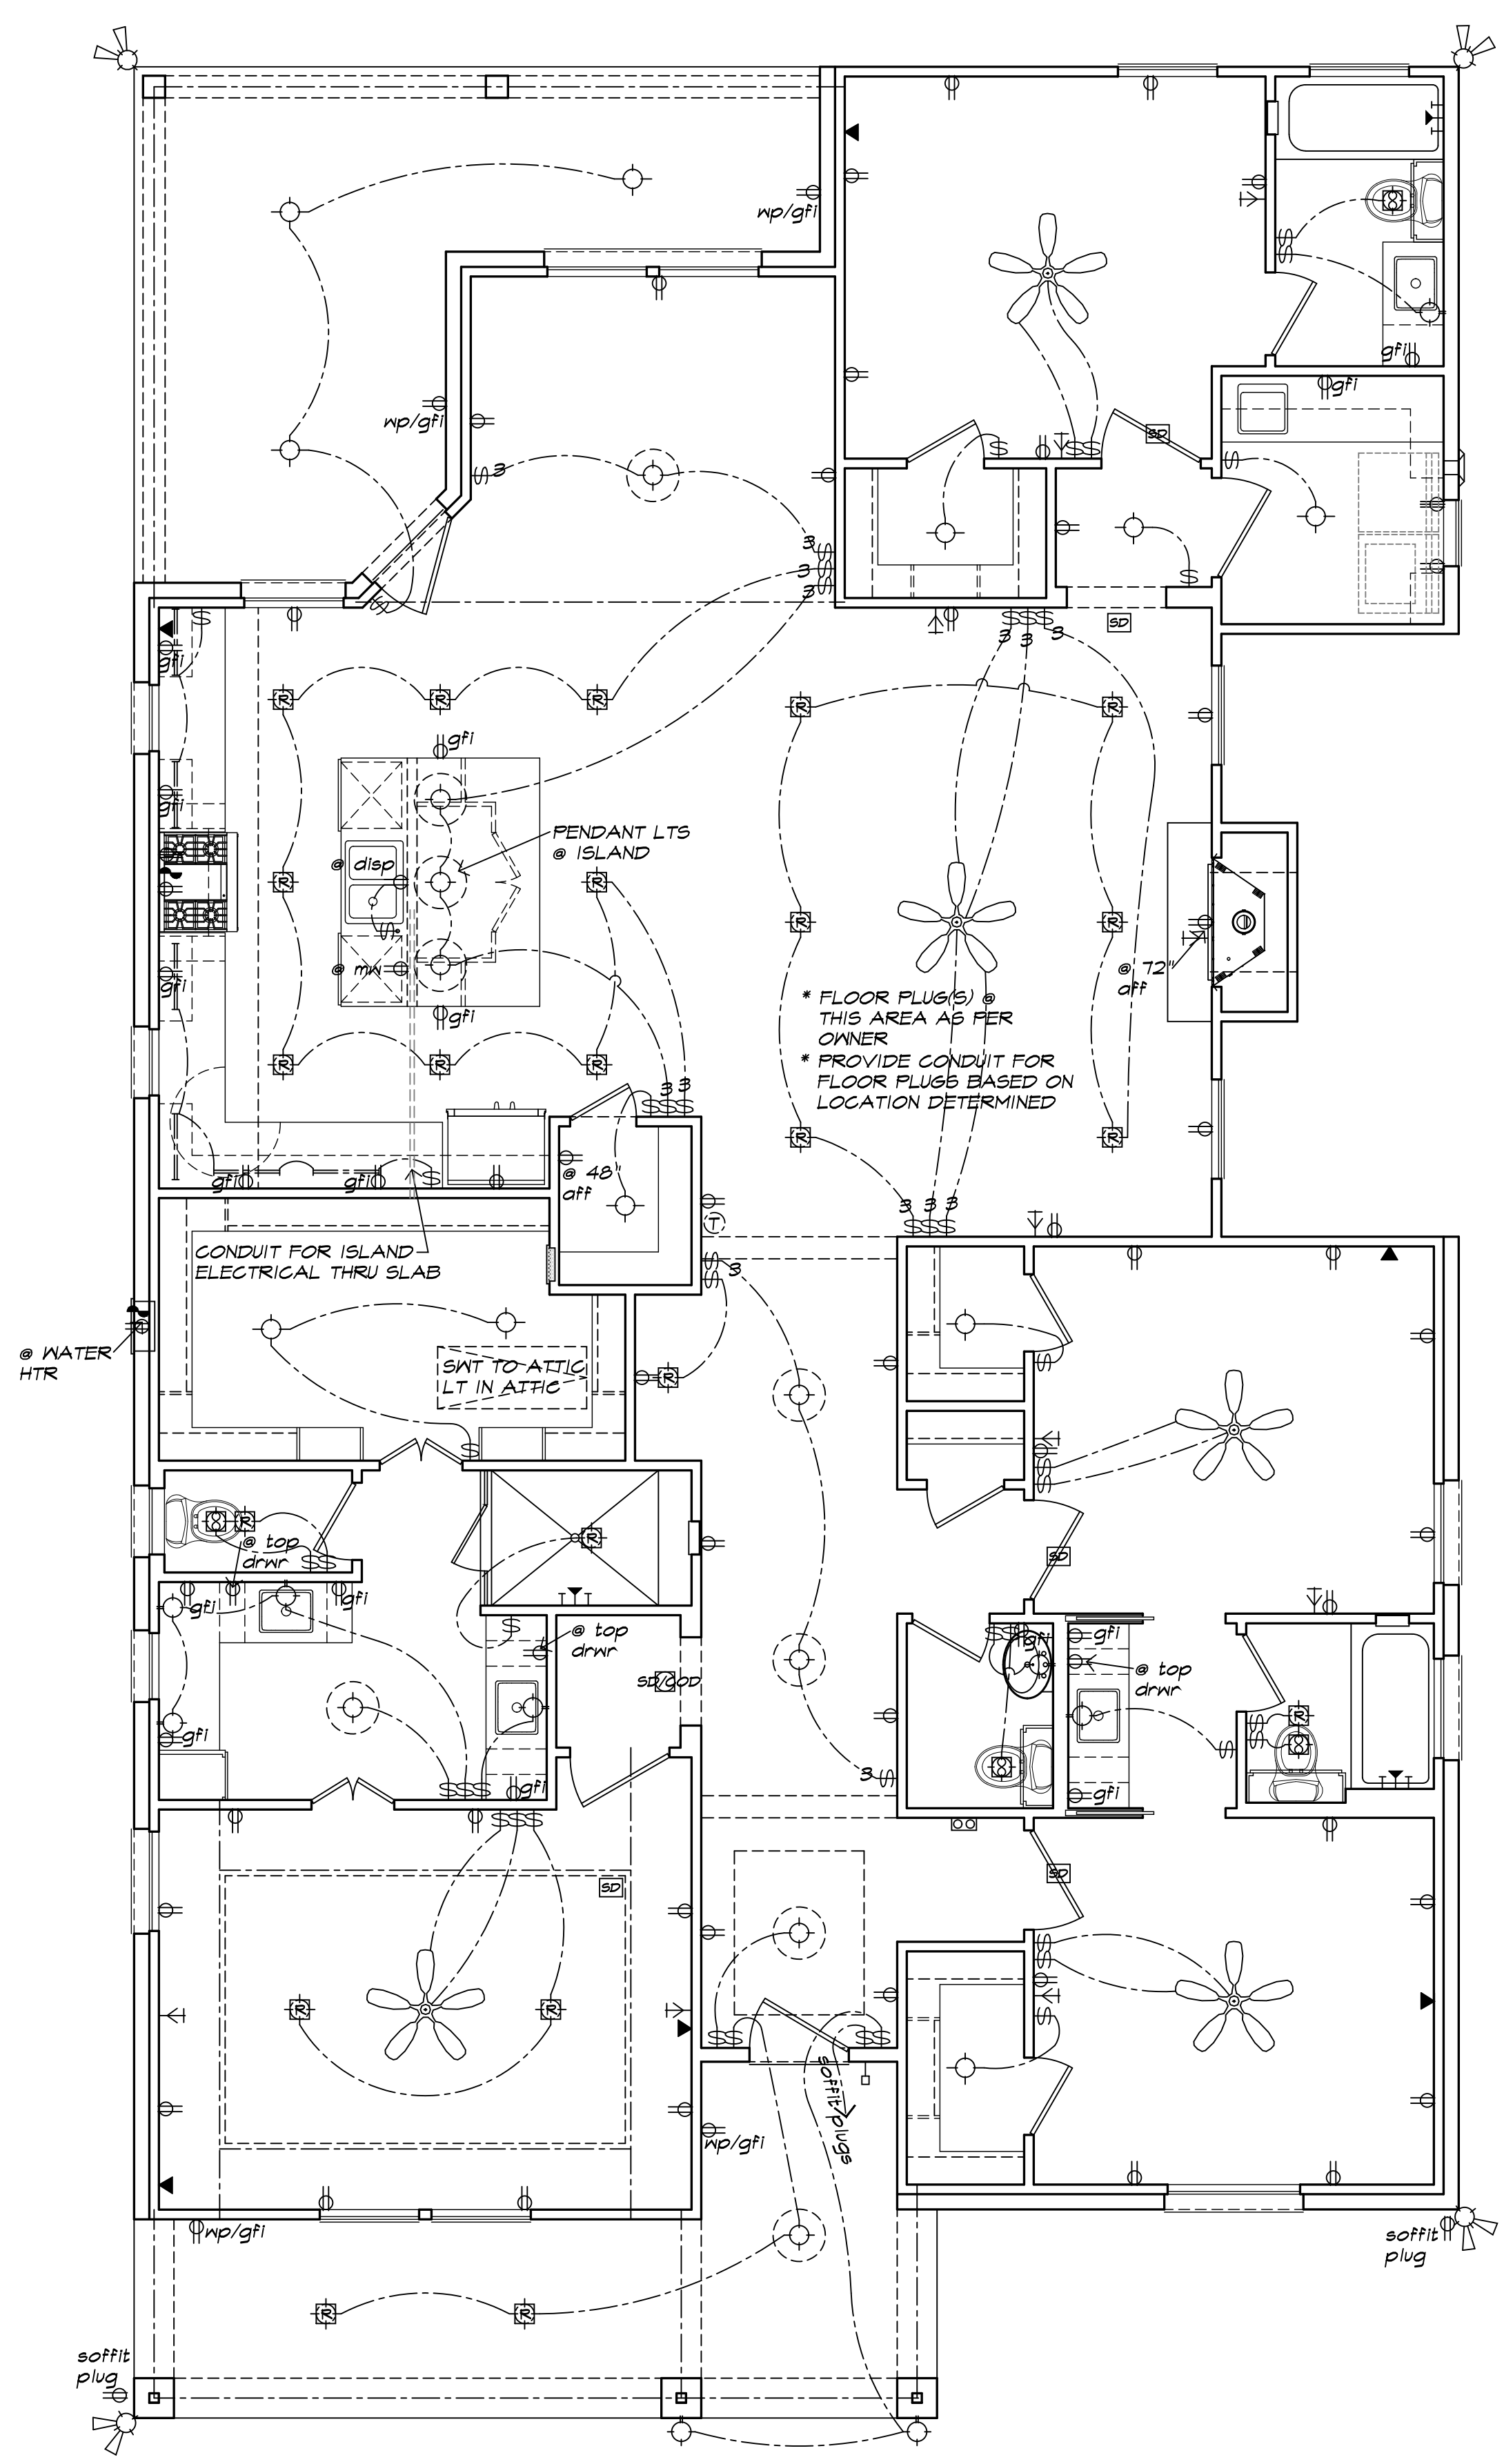 wp/gfi
gfi
gfi
wp/gfi
3
SD
3
3
3
SD
3
3
3
gfi
R
R
R
R
R
gfi
gfi
PENDANT LTS
@ ISLAND
@ disp
R
R
R
R
@ mw
gfi
gfi
@ 72"
aff
* FLOOR PLUG(S) @
THIS AREA AS PER
OWNER
* PROVIDE CONDUIT FOR
FLOOR PLUGS BASED ON
LOCATION DETERMINED
R
R
R
3
3
R
R
@ 48"
aff
gfi
gfi
3
3
3
T
CONDUIT FOR ISLAND
ELECTRICAL THRU SLAB
3
@ WATER
HTR
SWT TO ATTIC
LT IN ATTIC
R
R
R
@ top
drwr
SD
gfi
gfi
@ top
drwr
gfi
gfi
@ top
drwr
SD/COD
R
gfi
3
gfi
gfi
SD
SD
R
R
soffit plugs
wp/gfi
wp/gfi
soffit
plug
R
R
soffit
plug